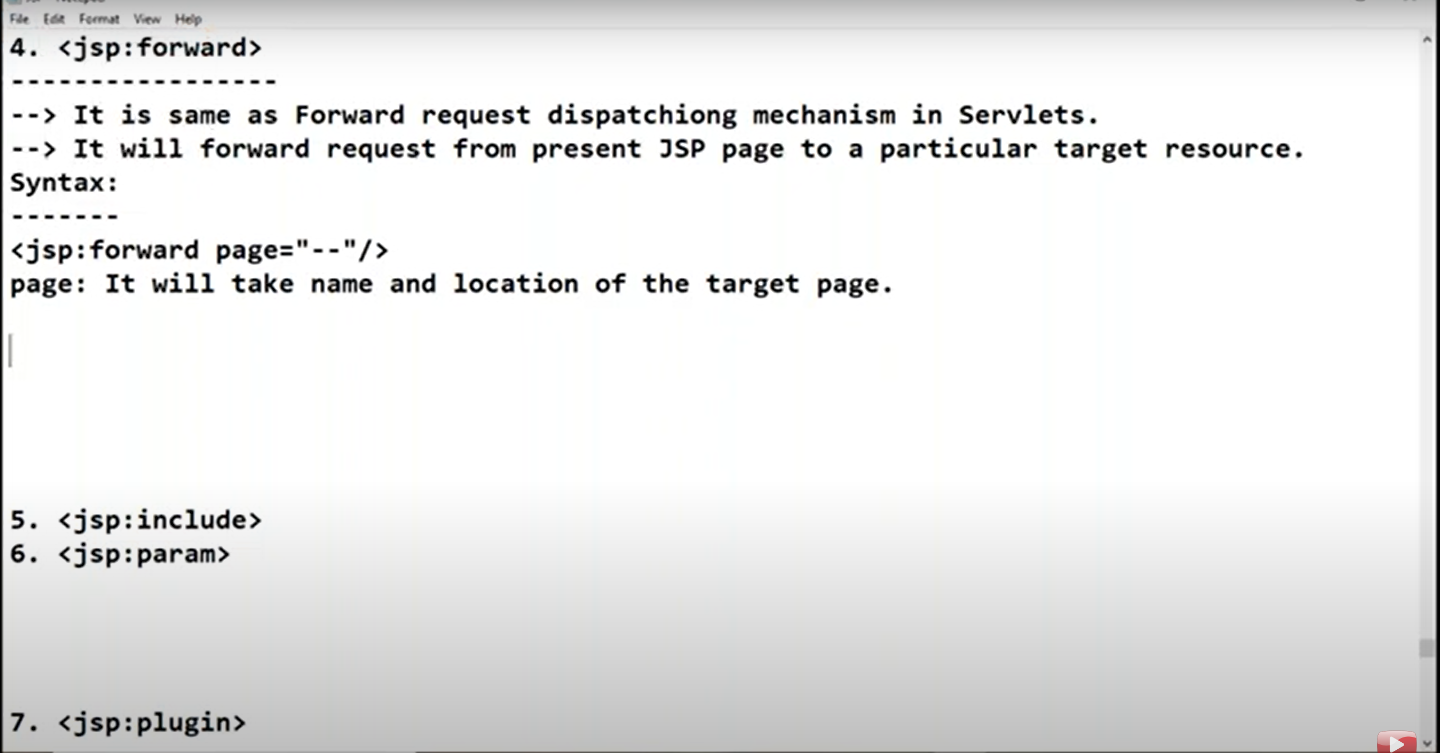 File Edit Format View Help
4. <jsp:forward>
-----------------
--> It is same as Forward request dispatchiong mechanism in Servlets.
--> It will forward request from present JSP page to a particular target resource.
Syntax:
-------
<jsp:forward page="--"/>
page: It will take name and location of the target page.
5. <jsp:include>
6. <jsp:param>
7. <jsp:plugin>